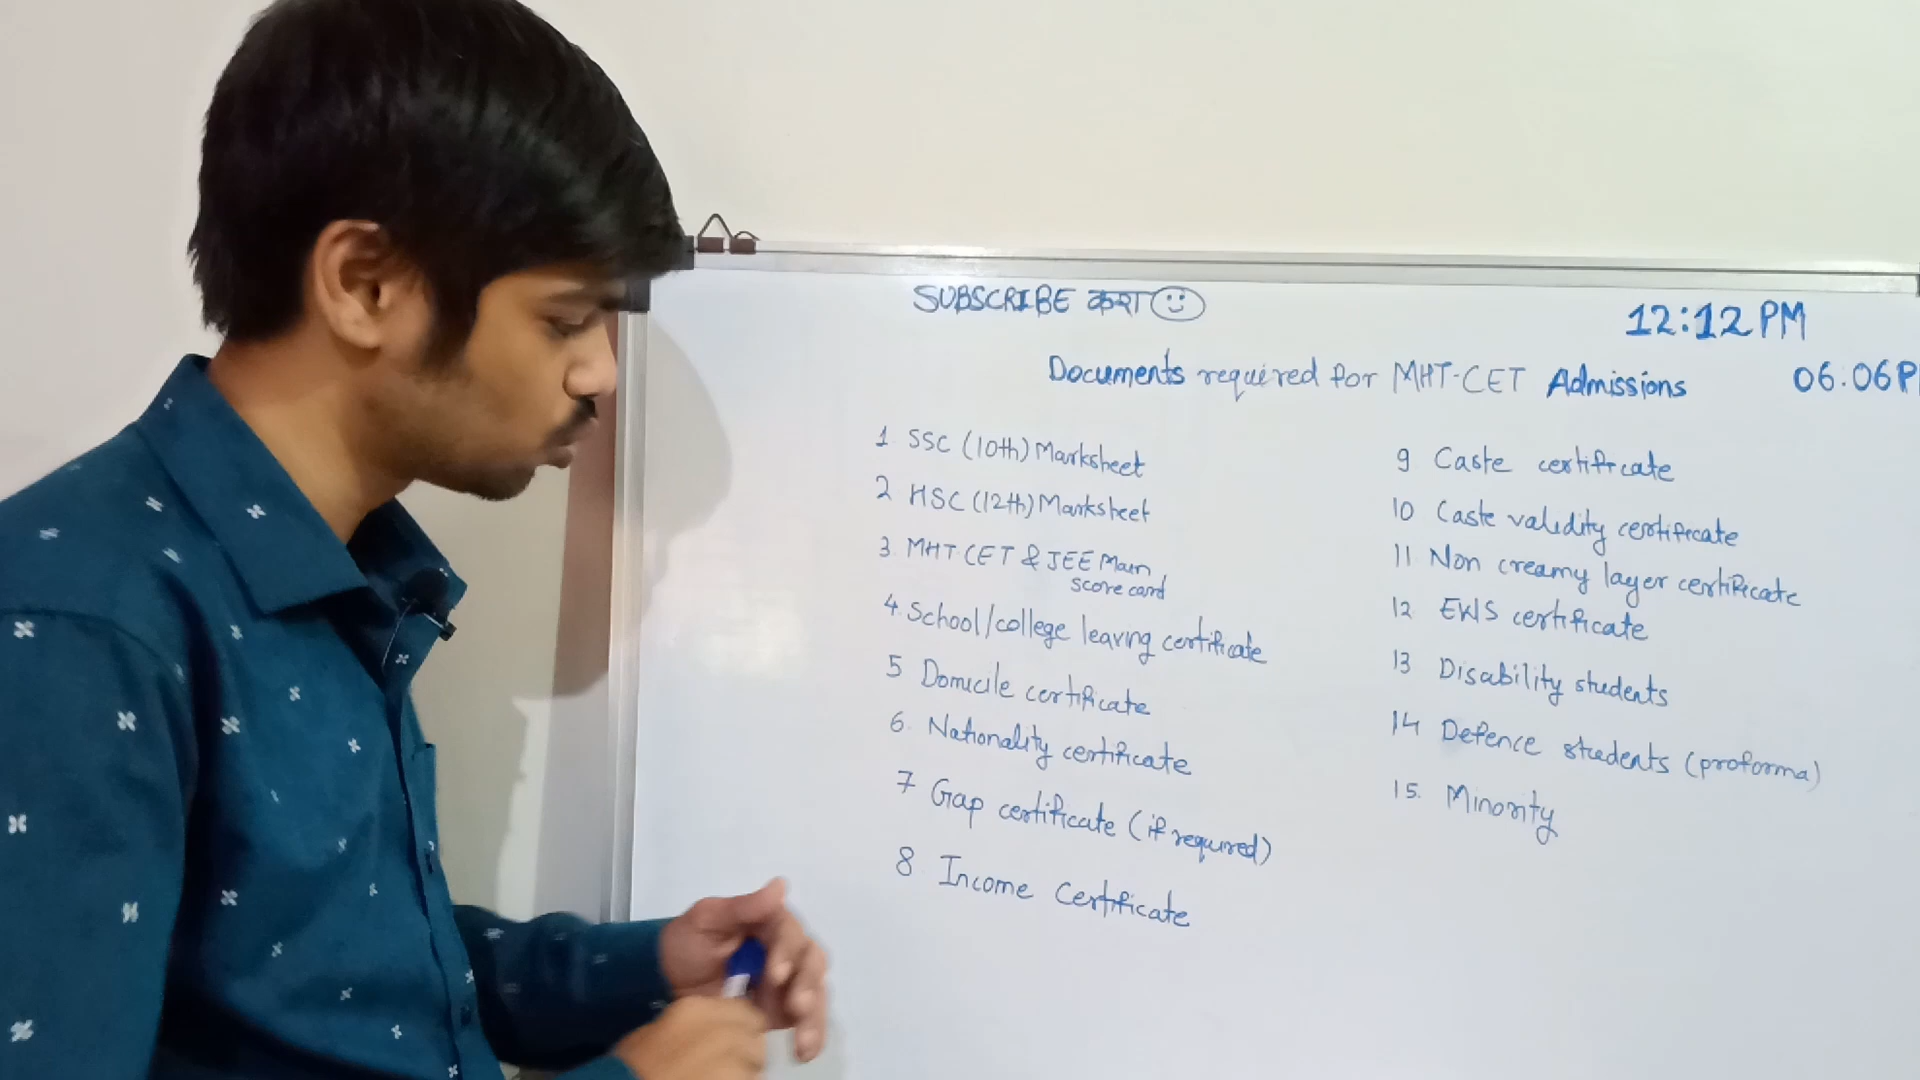 SUBSCRIBE करा
12:12 PM
Documents required for MHT-CET Admissions
06:06P
1 SSC (10th) Marksheet
2 HSC (12th) Marksheet
3. MHT-CET & JEE Main
score card
4. School/college leaving certificate
5 Domicile certificate
6. Nationality certificate
7 Gap certificate (if required)
8. Income Certificate
9 Caste certificate
10 Caste validity certificate
11 Non creamy layer certificate
12 EWS certificate
13 Disability students
14 Defence students (proforma)
15. Minority